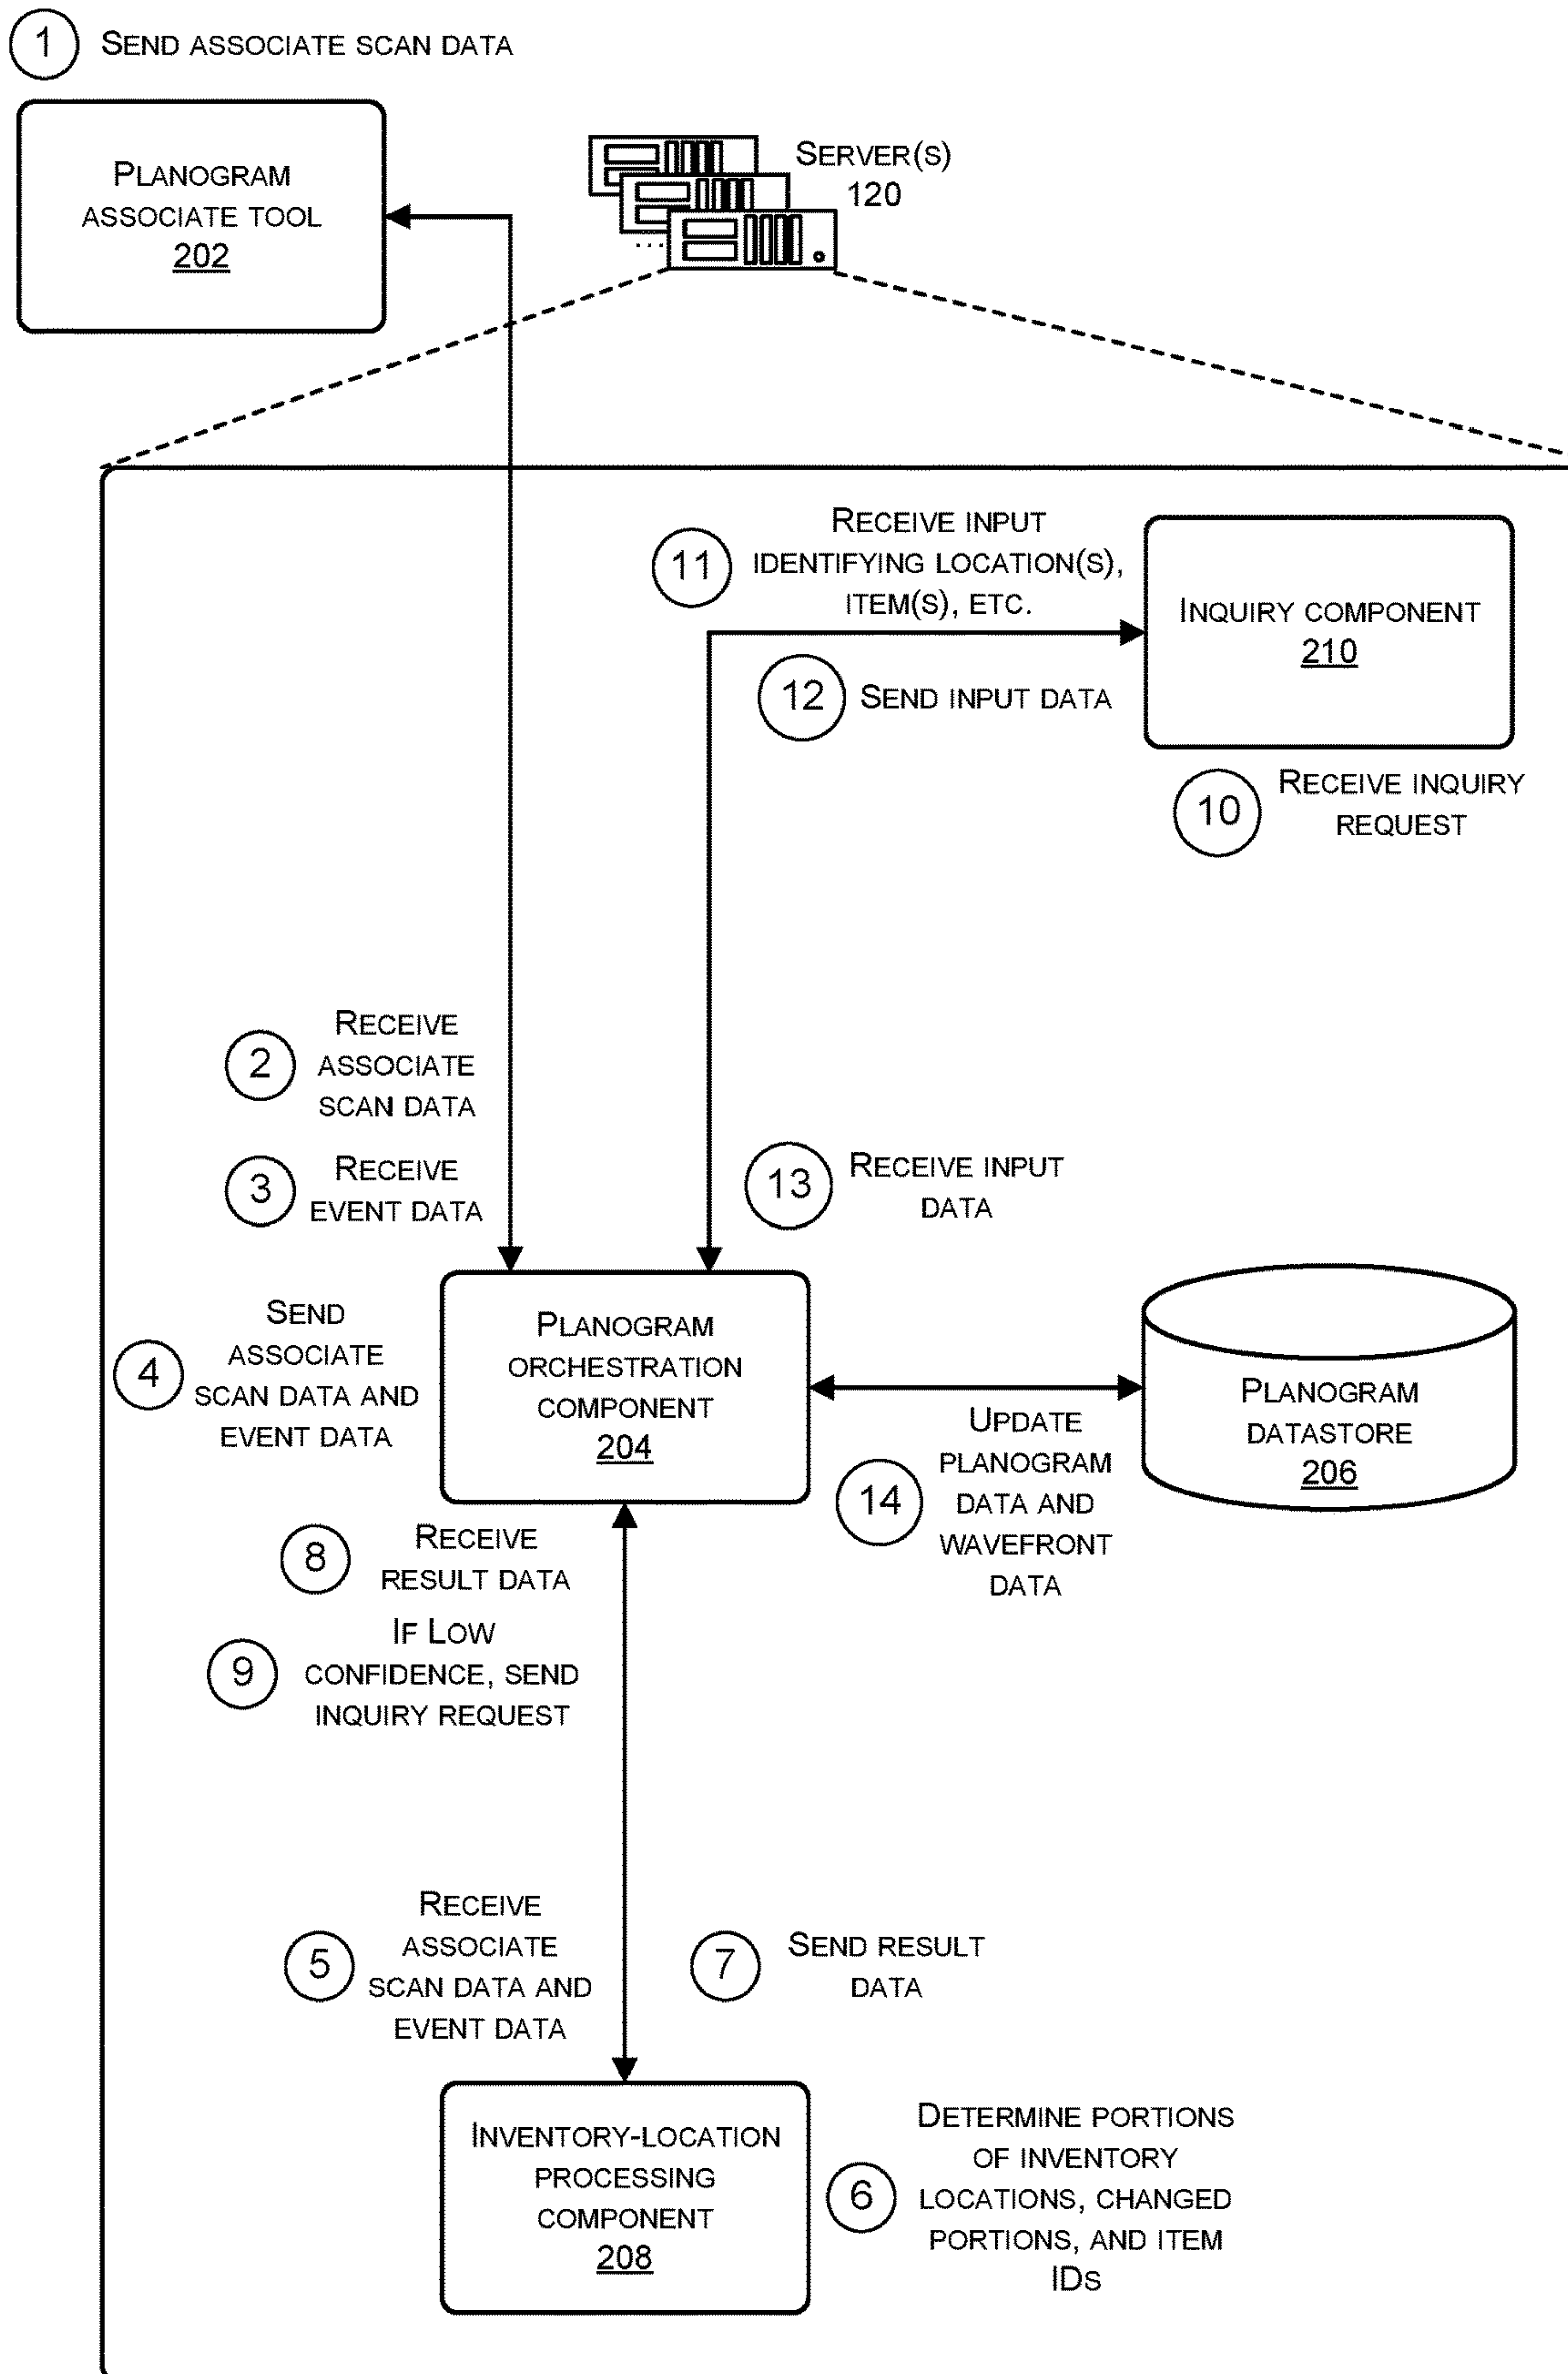 1 SEND ASSOCIATE SCAN DATA
PLANOGRAM
ASSOCIATE TOOL
202
SERVER(S)
120
...
11
RECEIVE INPUT
IDENTIFYING LOCATION(S),
ITEM(S), ETC.
INQUIRY COMPONENT
210
12 SEND INPUT DATA
10
RECEIVE INQUIRY
REQUEST
2
RECEIVE
ASSOCIATE
SCAN DATA
3
RECEIVE
EVENT DATA
13
RECEIVE INPUT
DATA
4
SEND
ASSOCIATE
SCAN DATA AND
EVENT DATA
PLANOGRAM
ORCHESTRATION
COMPONENT
204
PLANOGRAM
DATASTORE
206
14
UPDATE
PLANOGRAM
DATA AND
WAVEFRONT
DATA
8
RECEIVE
RESULT DATA
9
IF LOW
CONFIDENCE, SEND
INQUIRY REQUEST
5
RECEIVE
ASSOCIATE
SCAN DATA AND
EVENT DATA
7
SEND RESULT
DATA
INVENTORY-LOCATION
PROCESSING
COMPONENT
208
6
DETERMINE PORTIONS
OF INVENTORY
LOCATIONS, CHANGED
PORTIONS, AND ITEM
IDS